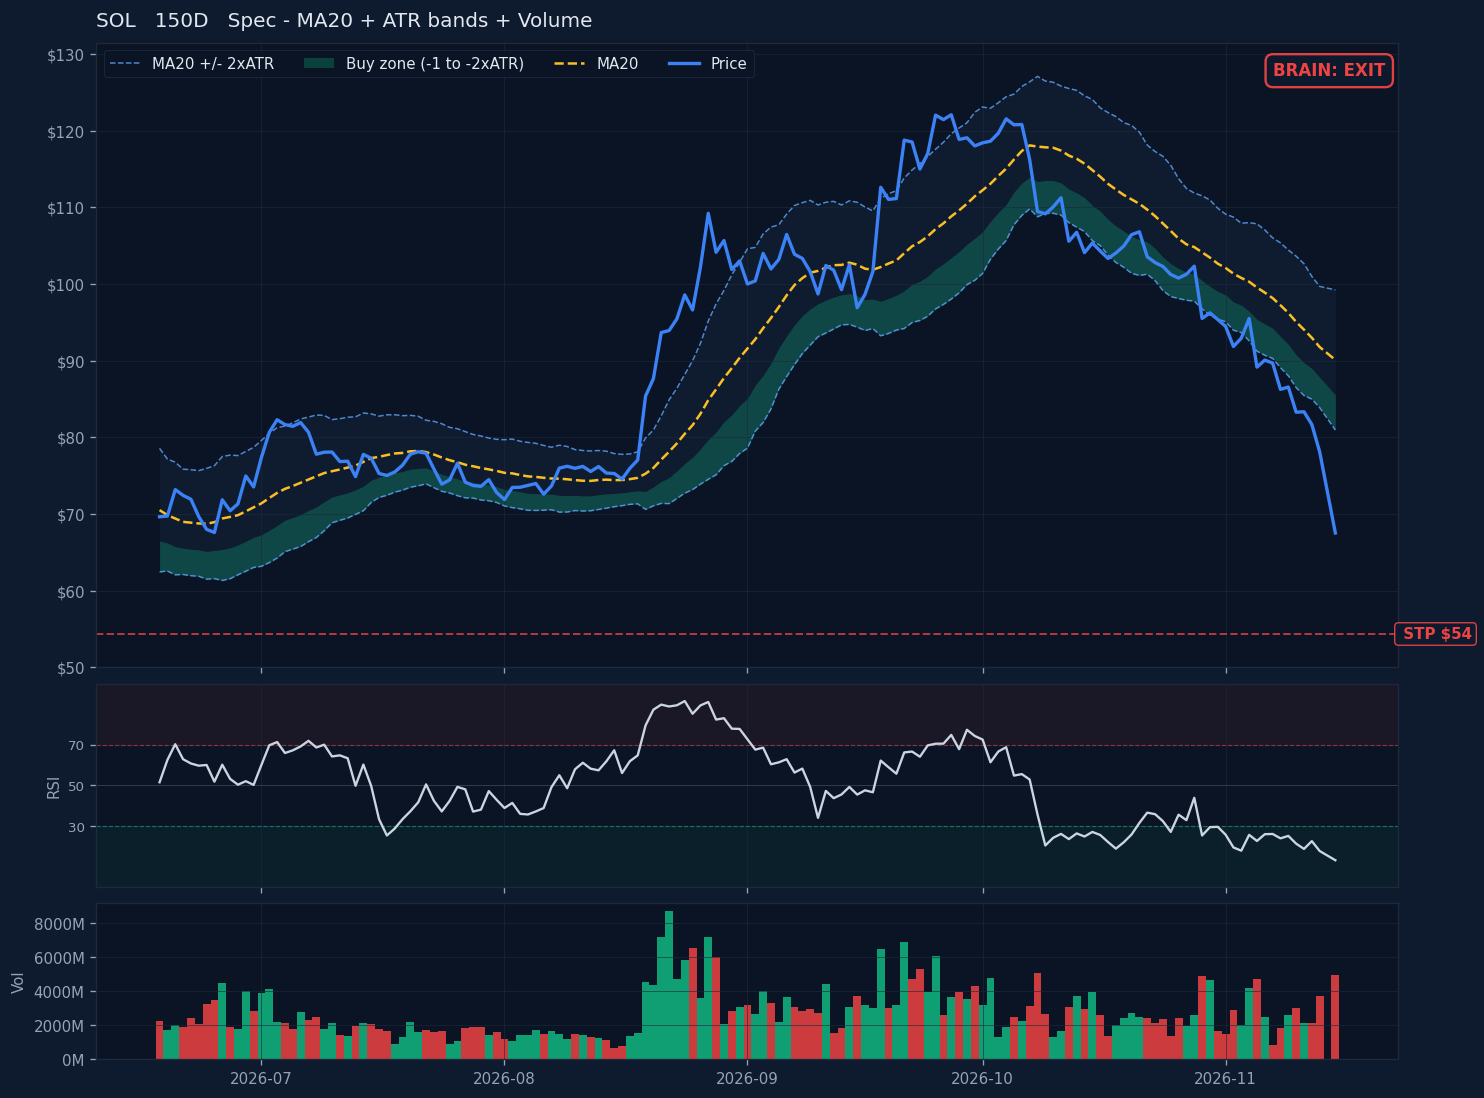 SOL   150D   Spec - MA20 + ATR bands + Volume
MA20 +/- 2xATR
Buy zone (-1 to -2xATR)
MA20
Price
BRAIN: EXIT
$130
$120
$110
$100
$90
$80
$70
$60
$50
STP $54
RSI
70
50
30
Vol
8000M
6000M
4000M
2000M
0M
2026-07
2026-08
2026-09
2026-10
2026-11